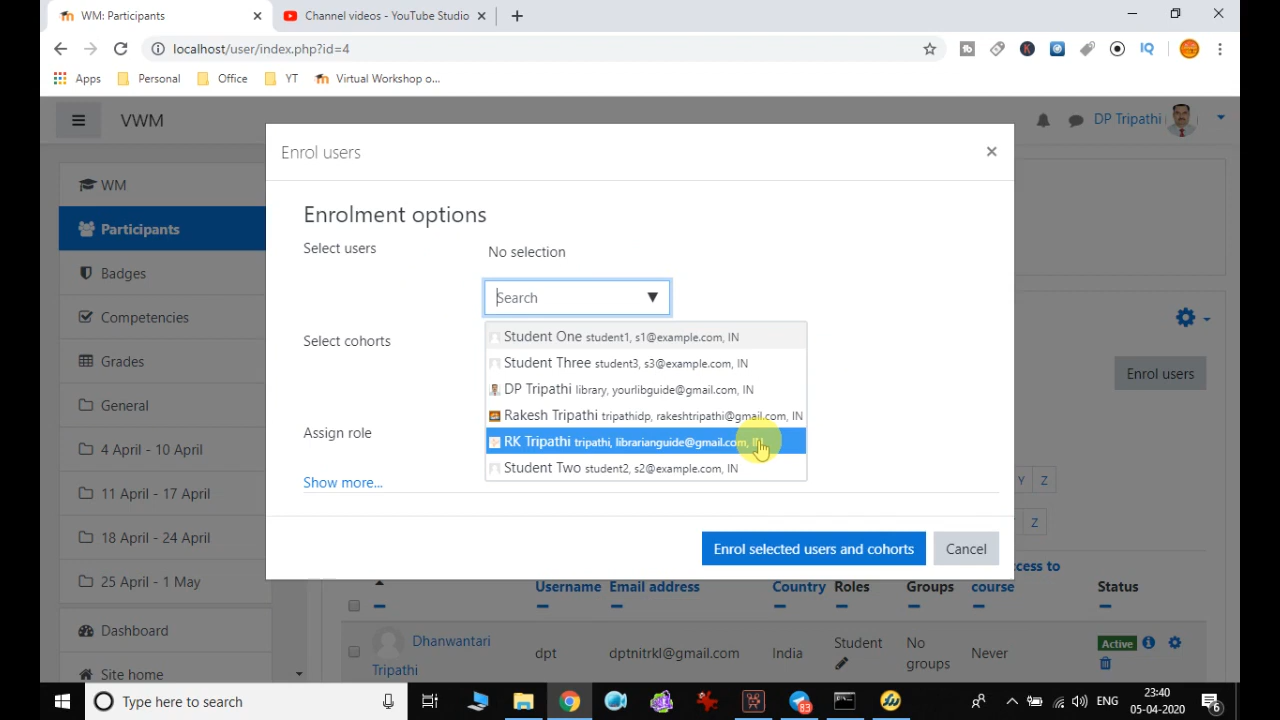 WM: Participants
Channel videos - YouTube Studio
localhost/user/index.php?id=4
IQ
Apps
Personal
Office
YT
Virtual Workshop o...
VWM
DP Tripathi
Enrol users
WM
Enrolment options
Participants
Select users
No selection
Badges
Search
Competencies
Select cohorts
Student One student1, s1@example.com, IN
Student Three student3, s3@example.com, IN
Grades
Enrol users
DP Tripathi library, yourlibguide@gmail.com, IN
General
Rakesh Tripathi tripathidp, rakeshtripathi@gmail.com, IN
Assign role
RK Tripathi tripathi, librarianguide@gmail.com, IN
4 April - 10 April
Student Two student2, s2@example.com, IN
Show more...
Y Z
11 April - 17 April
Z
18 April - 24 April
Enrol selected users and cohorts
Cancel
cess to
25 April - 1 May
Username
Email address
Country
Roles
Groups
course
Status
Dashboard
Dhanwantari
Tripathi
dpt
dptnitrkl@gmail.com
India
Student
No
groups
Never
Active
Site home
Type here to search
83
ENG
23:40
05-04-2020
6